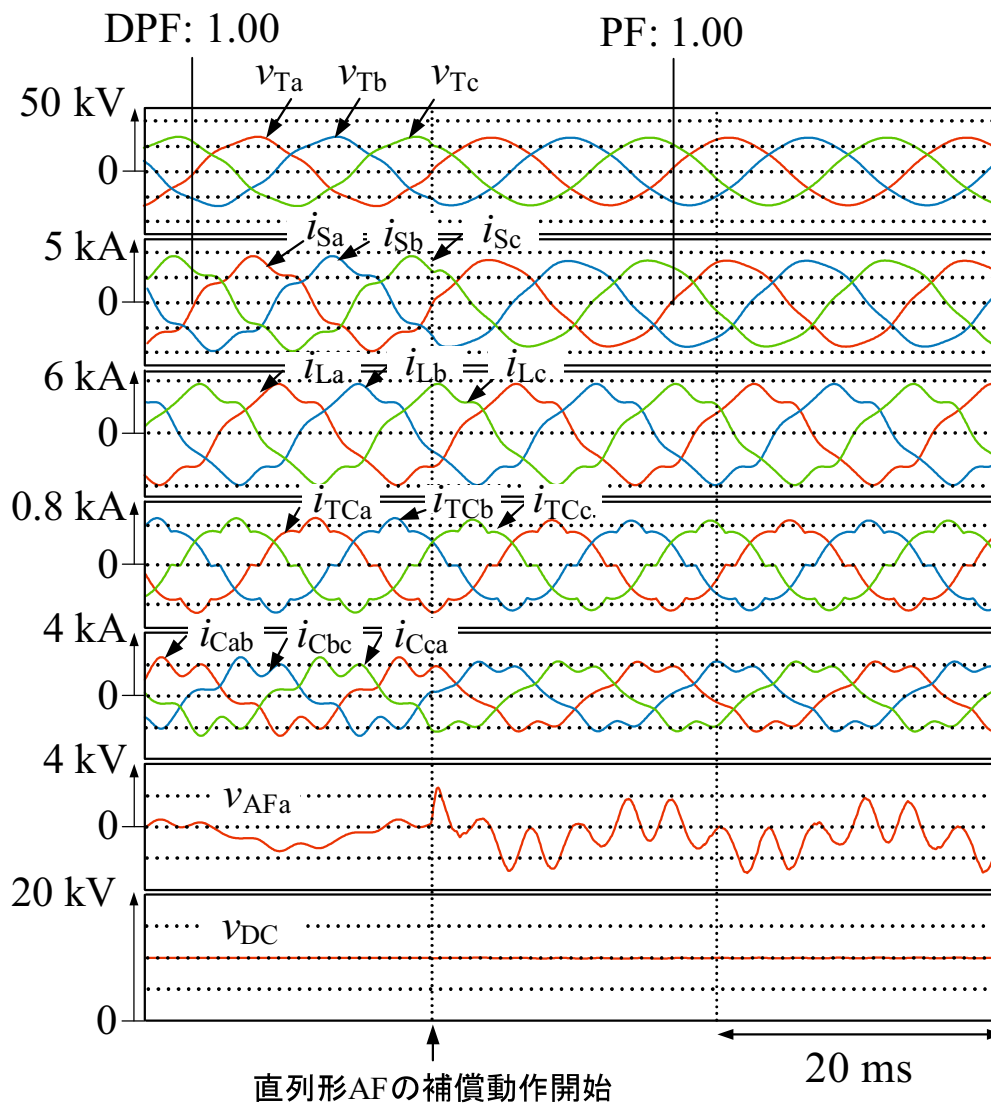 DPF: 1.00
PF: 1.00
vTa vTb vTc
50 kV
0
iSa iSb iSc
5 kA
0
iLa iLb iLc
6 kA
0
iTCa iTCb iTCc
0.8 kA
0
iCab iCbc iCca
4 kA
0
4 kV
vAFa
0
20 kV
vDC
0
20 ms
直列形AFの補償動作開始